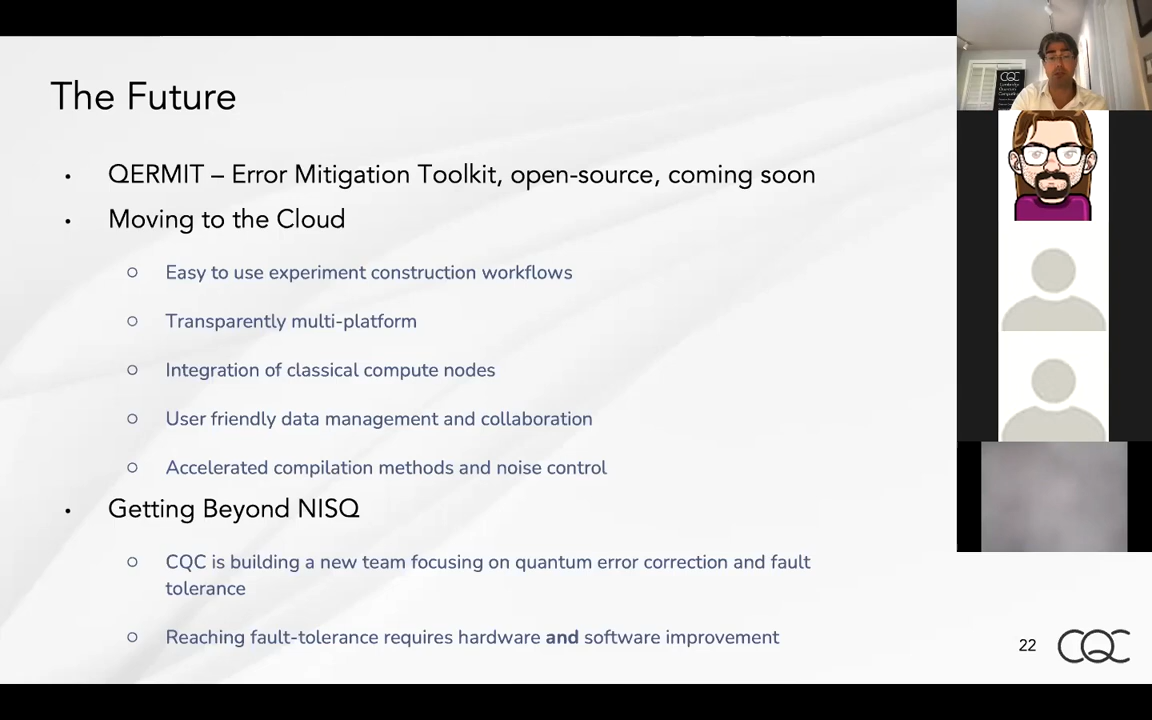 The Future
• QERMIT – Error Mitigation Toolkit, open-source, coming soon
• Moving to the Cloud
○ Easy to use experiment construction workflows
○ Transparently multi-platform
○ Integration of classical compute nodes
○ User friendly data management and collaboration
○ Accelerated compilation methods and noise control
• Getting Beyond NISQ
○ CQC is building a new team focusing on quantum error correction and fault
tolerance
○ Reaching fault-tolerance requires hardware and software improvement
22
CQC
CQC